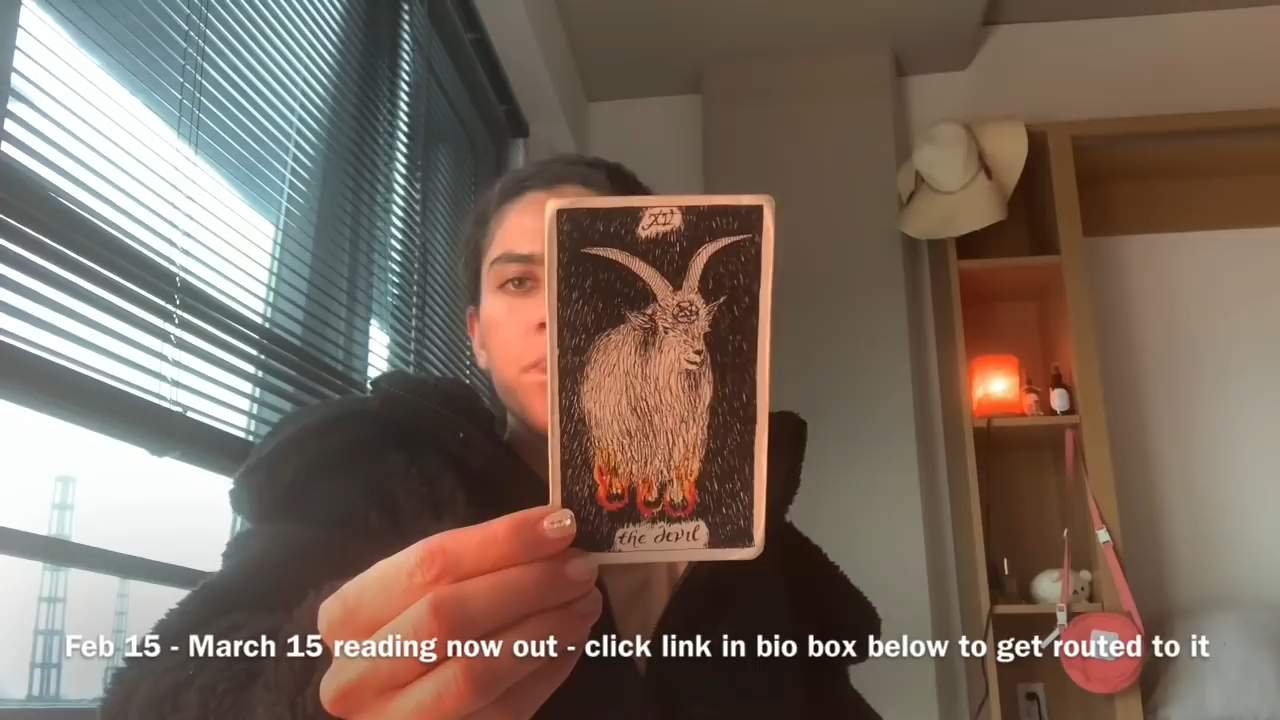 XV
the devil
Feb 15 - March 15 reading now out - click link in bio box below to get routed to it